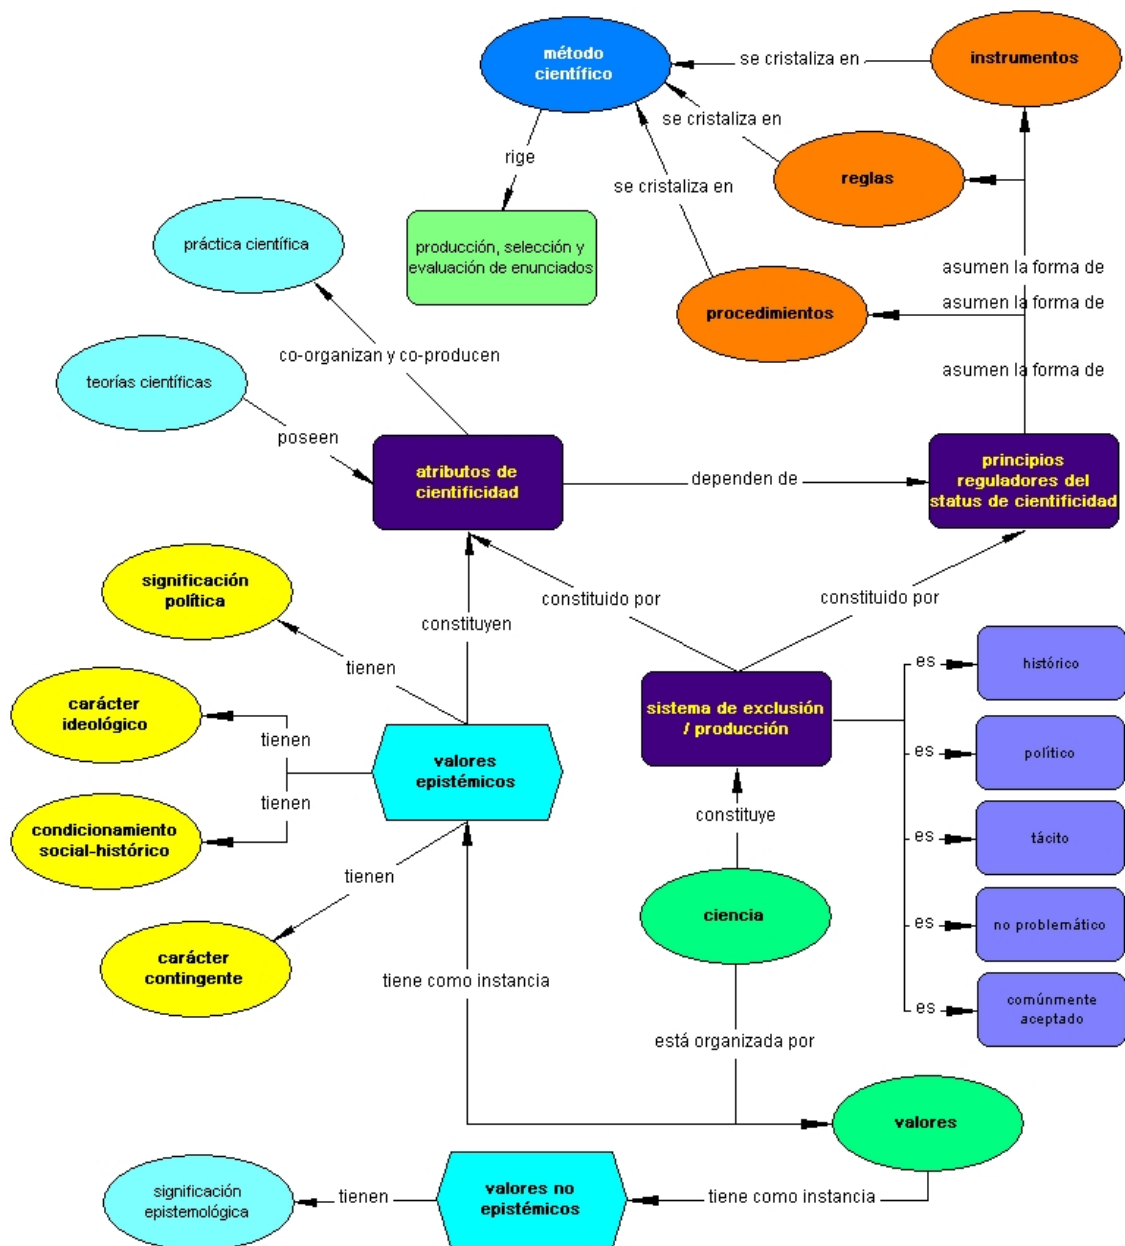 método
científico
se cristaliza en
instrumentos
se cristaliza en
rige
reglas
se cristaliza en
práctica científica
producción, selección y
evaluación de enunciados
asumen la forma de
procedimientos
asumen la forma de
co-organizan y co-producen
asumen la forma de
teorías científicas
poseen
atributos de
cientificidad
dependen de
principios
reguladores del
status de cientificidad
significación
política
constituyen
constituido por
constituido por
tienen
es
histórico
carácter
ideológico
tienen
valores
epistémicos
sistema de exclusión
/ producción
es
político
tienen
condicionamiento
social-histórico
constituye
es
tácito
tienen
ciencia
es
no problemático
carácter
contingente
tiene como instancia
es
comúnmente
aceptado
está organizada por
valores
significación
epistemológica
tienen
valores no
epistémicos
tiene como instancia